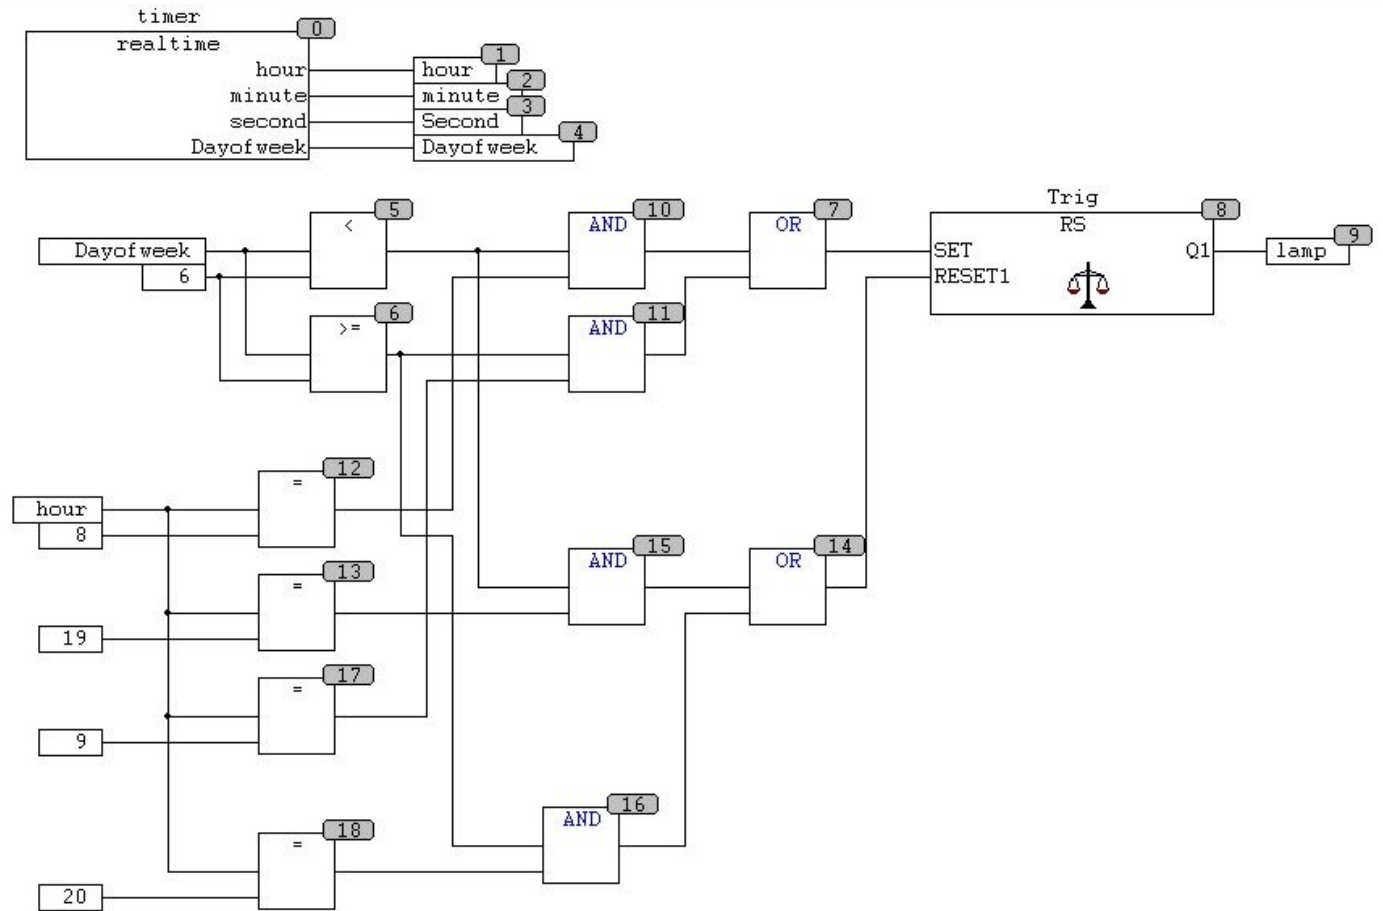 timer
0
realtime
hour
1
hour
minute
2
minute
second
3
Second
Dayofweek
4
Dayofweek
5
<
10
AND
7
OR
Trig
8
RS
9
Dayofweek
6
SET
Q1
lamp
RESET1
6
>=
11
AND
12
=
hour
8
13
=
15
AND
14
OR
19
17
=
9
16
AND
18
=
20